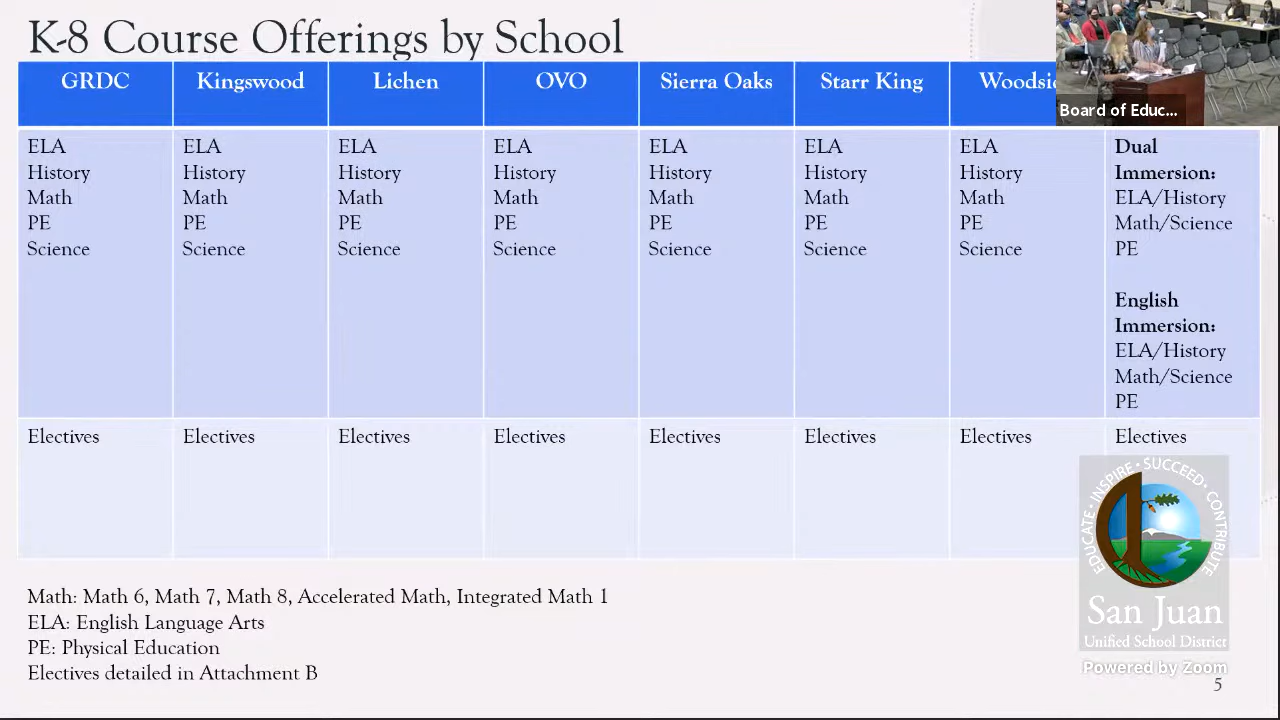 K-8 Course Offerings by School
GRDC Kingswood Lichen OVO Sierra Oaks Starr King
Board of Educ...
ELA
History
Math
PE
Science
ELA
History
Math
PE
Science
ELA
History
Math
PE
Science
ELA
History
Math
PE
Science
ELA
History
Math
PE
Science
ELA
History
Math
PE
Science
ELA
History
Math
PE
Science
Dual
Immersion:
ELA/History
Math/Science
PE
English
Immersion:
ELA/History
Math/Science
PE
Electives Electives Electives Electives Electives Electives Electives Electives
Math: Math 6, Math 7, Math 8, Accelerated Math, Integrated Math 1
ELA: English Language Arts
PE: Physical Education
Electives detailed in Attachment B
EDUCATE · INSPIRE · SUCCEED · CONTRIBUTE
San Juan
Unified School District
Powered by Zoom
5